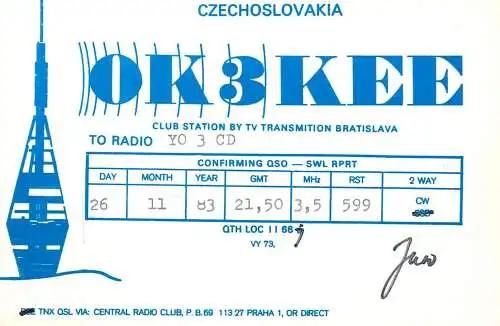 CZECHOSLOVAKIA
OK3KEE
CLUB STATION BY TV TRANSMITION BRATISLAVA
TO RADIO YO 3 CD
CONFIRMING QSO — SWL RPRT
DAY MONTH YEAR GMT MHz RST 2 WAY
26 11 83 21,50 3,5 599 CW
QTH LOC II 66
VY 73,
TNX QSL VIA: CENTRAL RADIO CLUB, P. B. 69 113 27 PRAHA 1, OR DIRECT